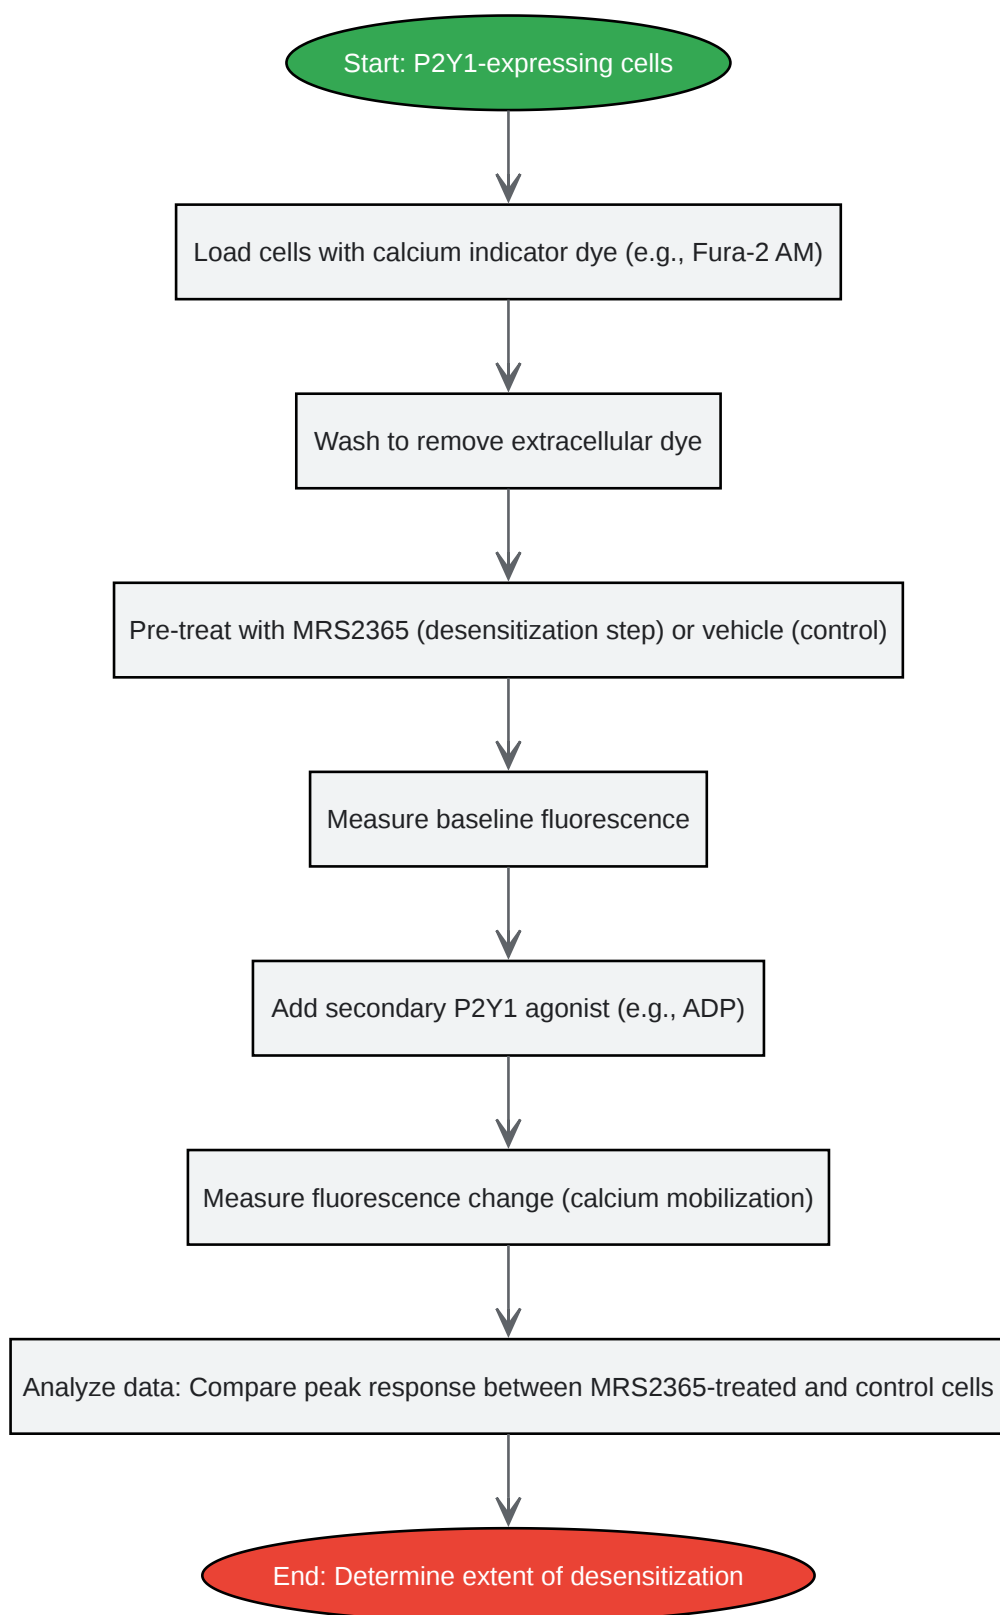 Start: P2Y1-expressing cells
Load cells with calcium indicator dye (e.g., Fura-2 AM)
Wash to remove extracellular dye
Pre-treat with MRS2365 (desensitization step) or vehicle (control)
Measure baseline fluorescence
Add secondary P2Y1 agonist (e.g., ADP)
Measure fluorescence change (calcium mobilization)
Analyze data: Compare peak response between MRS2365-treated and control cells
End: Determine extent of desensitization